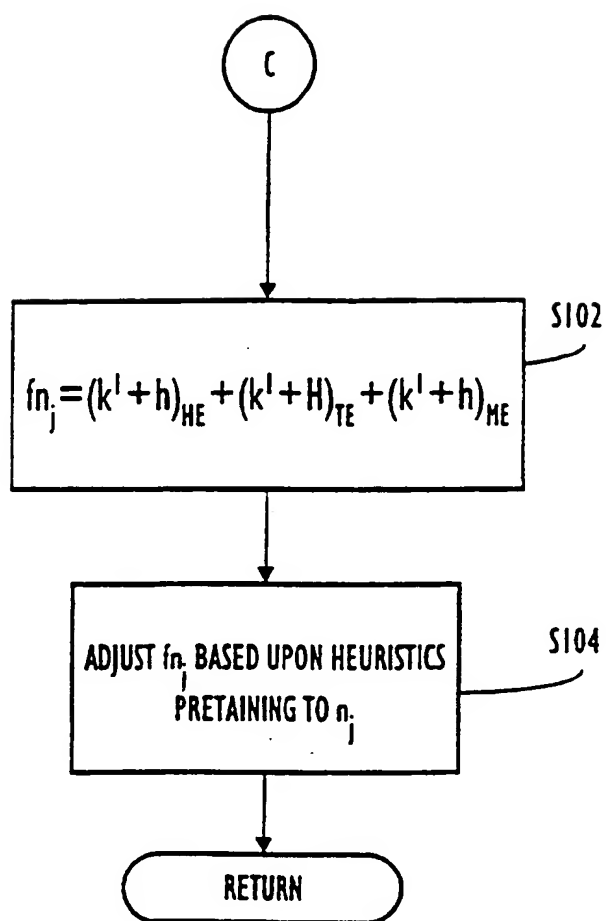 C
S102
fn_j = (k^l + h)_HE + (k^l + H)_TE + (k^l + h)_ME
S104
ADJUST fn_j BASED UPON HEURISTICS
PRETAINING TO n_j
RETURN